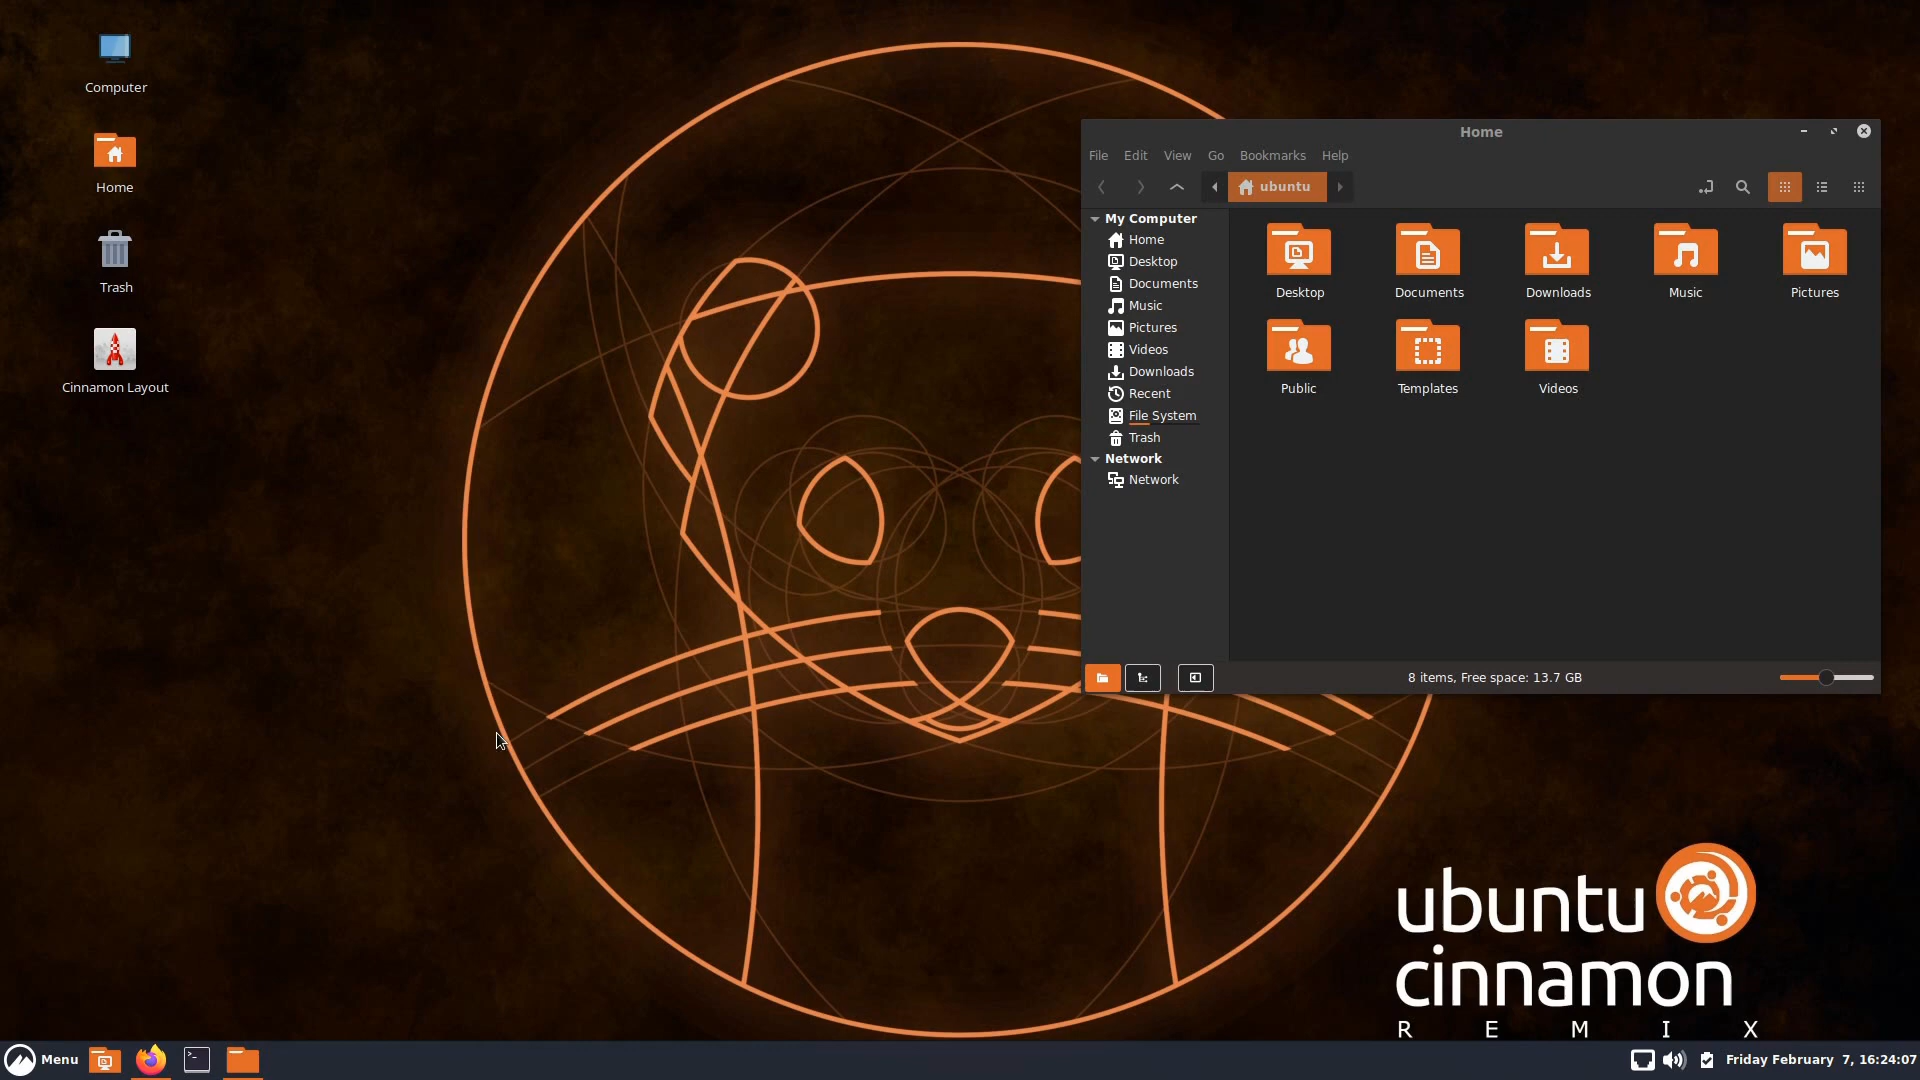 Computer
Home
Trash
Cinnamon Layout
Home
File Edit View Go Bookmarks Help
ubuntu
My Computer
Home
Desktop
Documents
Music
Pictures
Videos
Downloads
Recent
File System
Trash
Network
Network
Desktop Documents Downloads Music Pictures
Public Templates Videos
8 items, Free space: 13.7 GB
ubuntu
cinnamon
R E M I X
Menu
Friday February 7, 16:24:07